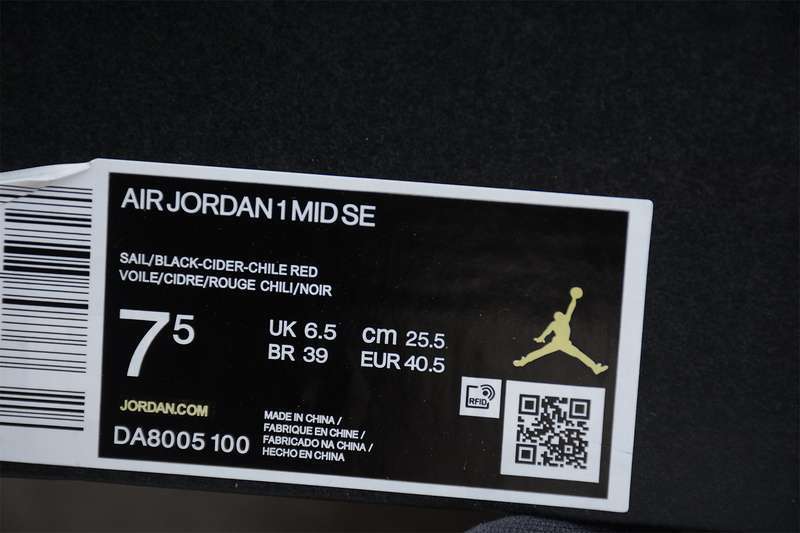 AIR JORDAN 1 MID SE
SAIL/BLACK-CIDER-CHILE RED
VOILE/CIDRE/ROUGE CHILI/NOIR
7 5
UK 6.5 cm 25.5
BR 39 EUR 40.5
RFID
JORDAN.COM
DA8005 100
MADE IN CHINA /
FABRIQUE EN CHINE /
FABRICADO NA CHINA /
HECHO EN CHINA